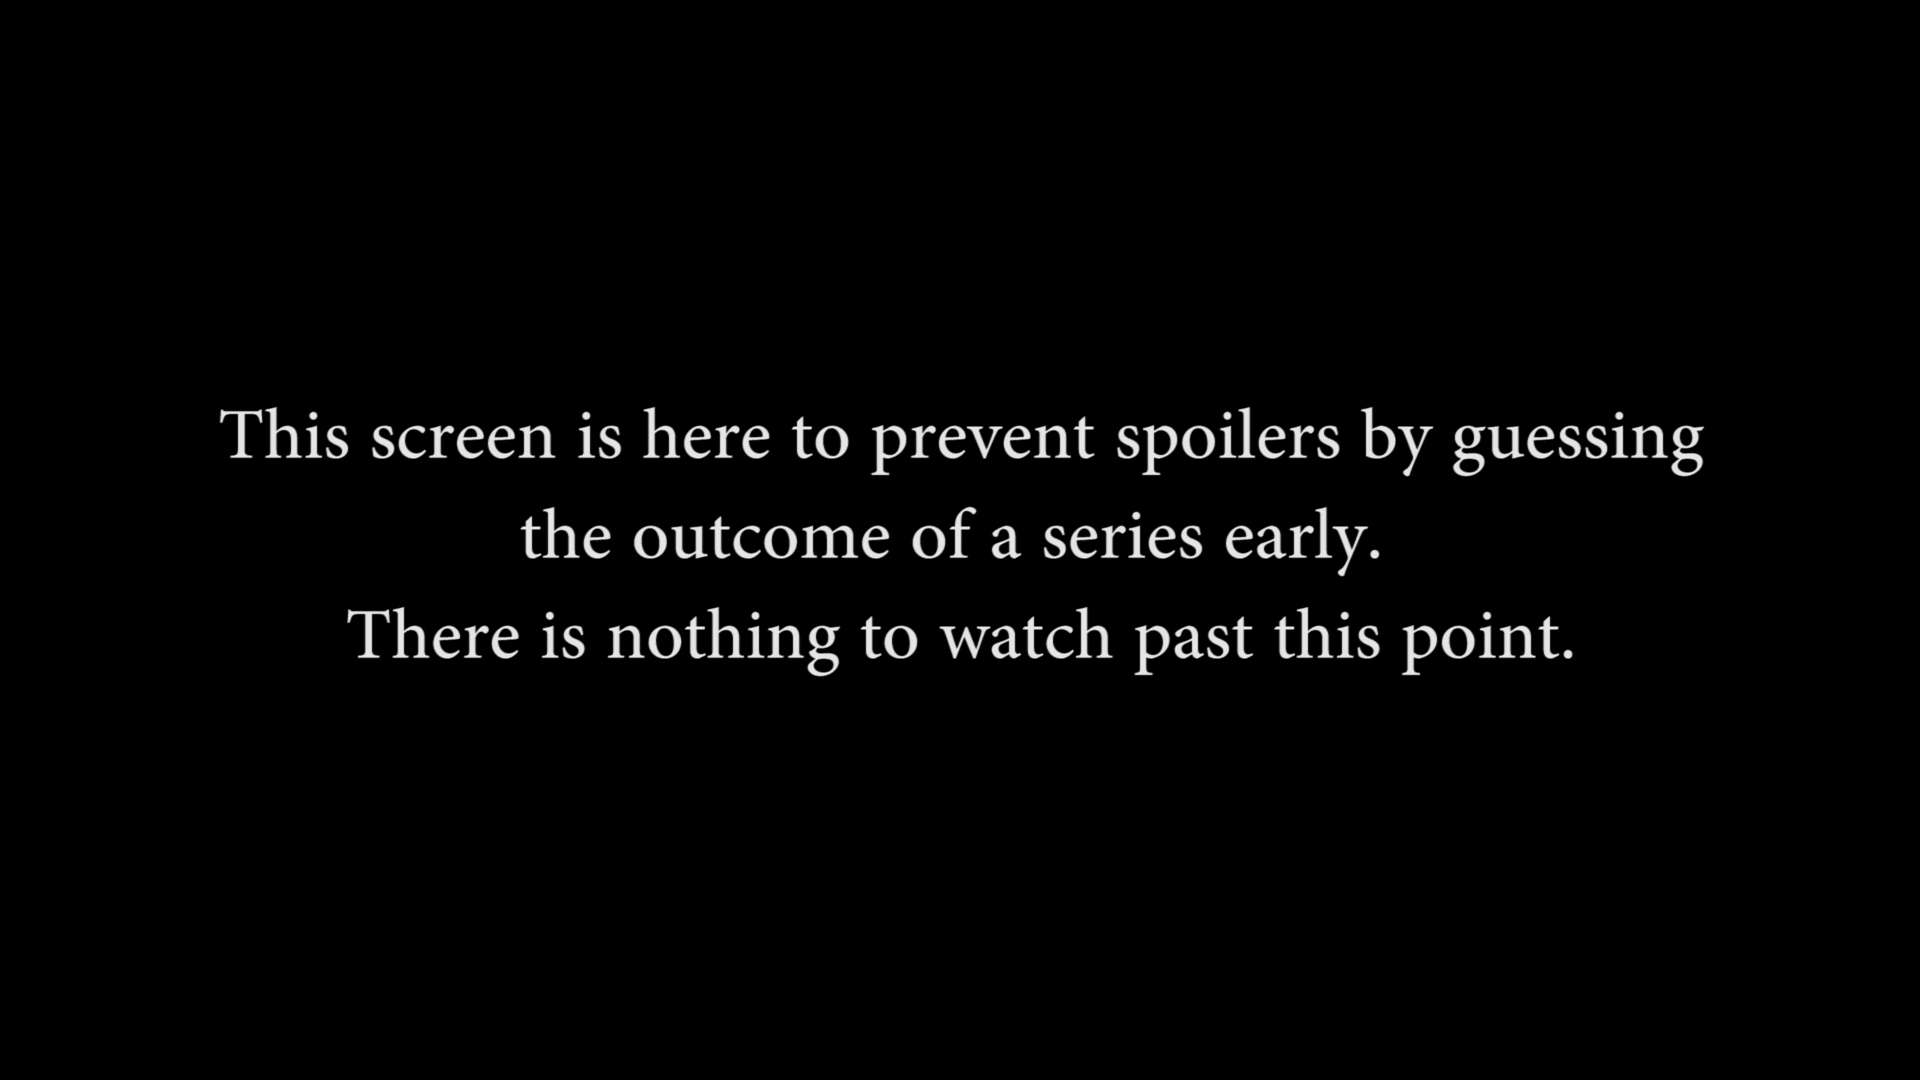 This screen is here to prevent spoilers by guessing
the outcome of a series early.
There is nothing to watch past this point.